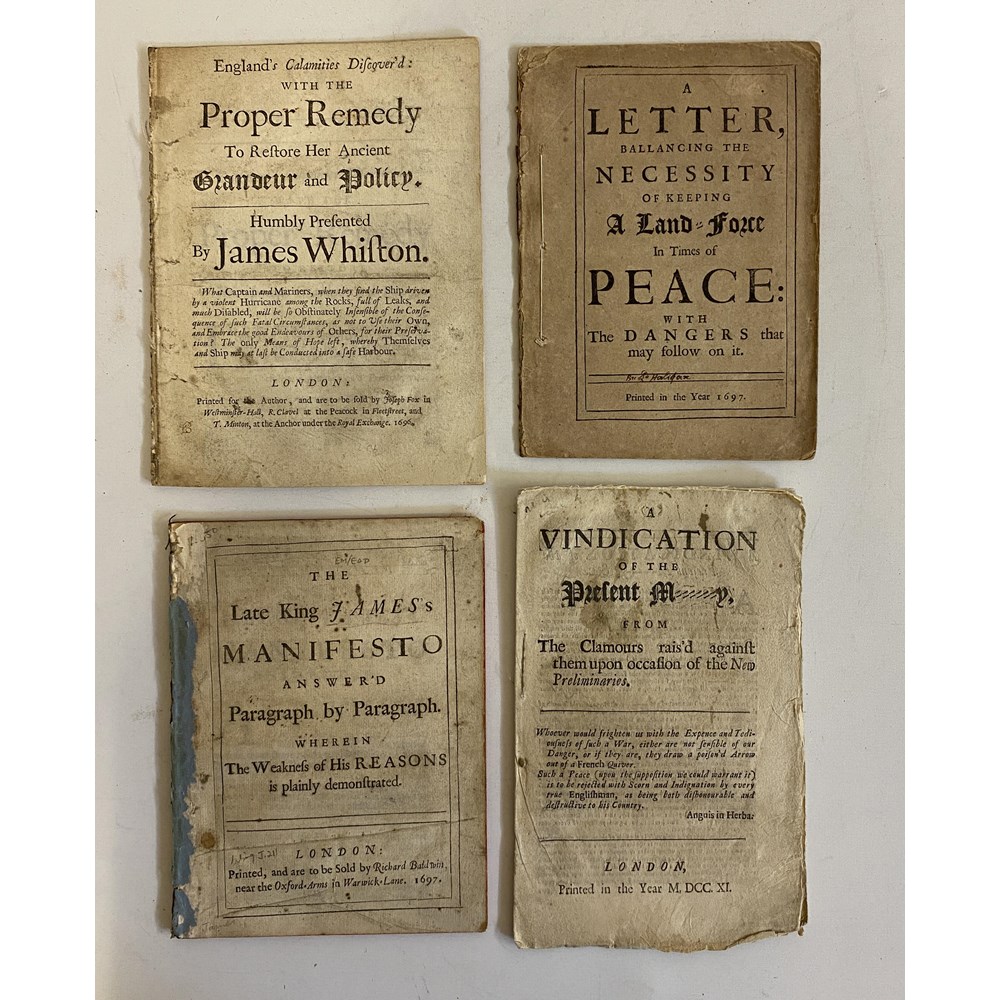 England's Calamities Diſcover'd:
WITH THE
Proper Remedy
To Reſtore Her Ancient
Grandeur and Policy.
Humbly Preſented
By James Whiſton.
What Captain and Mariners, when they find the Ship driven
by a violent Hurricane among the Rocks, full of Leaks, and
much Diſabled, will be ſo Obſtinately Inſenſible of the Conſe-
quence of ſuch Fatal Circumſtances, as not to Uſe their Own,
and Embrace the good Endeavours of Others, for their Preſerva-
tion? The only Means of Hope left, whereby Themſelves
and Ship may at laſt be Conducted into a ſafe Harbour.
LONDON:
Printed for the Author, and are to be ſold by Joſeph Fox in
Weſtminſter-Hall, R. Clavel at the Peacock in Fleetſtreet, and
T. Minton, at the Anchor under the Royal Exchange. 1696.
A
LETTER,
BALLANCING THE
NECESSITY
OF KEEPING
A Land-Force
In Times of
PEACE:
WITH
The DANGERS that
may follow on it.
Halifax
Printed in the Year 1697.
EM/EOD
THE
Late King JAMES's
MANIFESTO
ANSWER'D
Paragraph by Paragraph.
WHEREIN
The Weakneſs of His REASONS
is plainly demonſtrated.
LONDON:
Printed, and are to be Sold by Richard Baldwin,
near the Oxford-Arms in Warwick-Lane. 1697.
A
VINDICATION
OF THE
Preſent M-----y,
FROM
The Clamours rais'd againſt
them upon occaſion of the New
Preliminaries.
Whoever would frighten us with the Expence and Tedi-
ouſneſs of ſuch a War, either are not ſenſible of our
Danger, or if they are, they draw a poiſon'd Arrow
out of a French Quiver.
Such a Peace (upon the ſuppoſition we could warrant it)
is to be rejected with Scorn and Indignation by every
true Engliſhman, as being both diſhonourable and
deſtructive to his Country.
Anguis in Herba.
LONDON,
Printed in the Year M. DCC. XI.